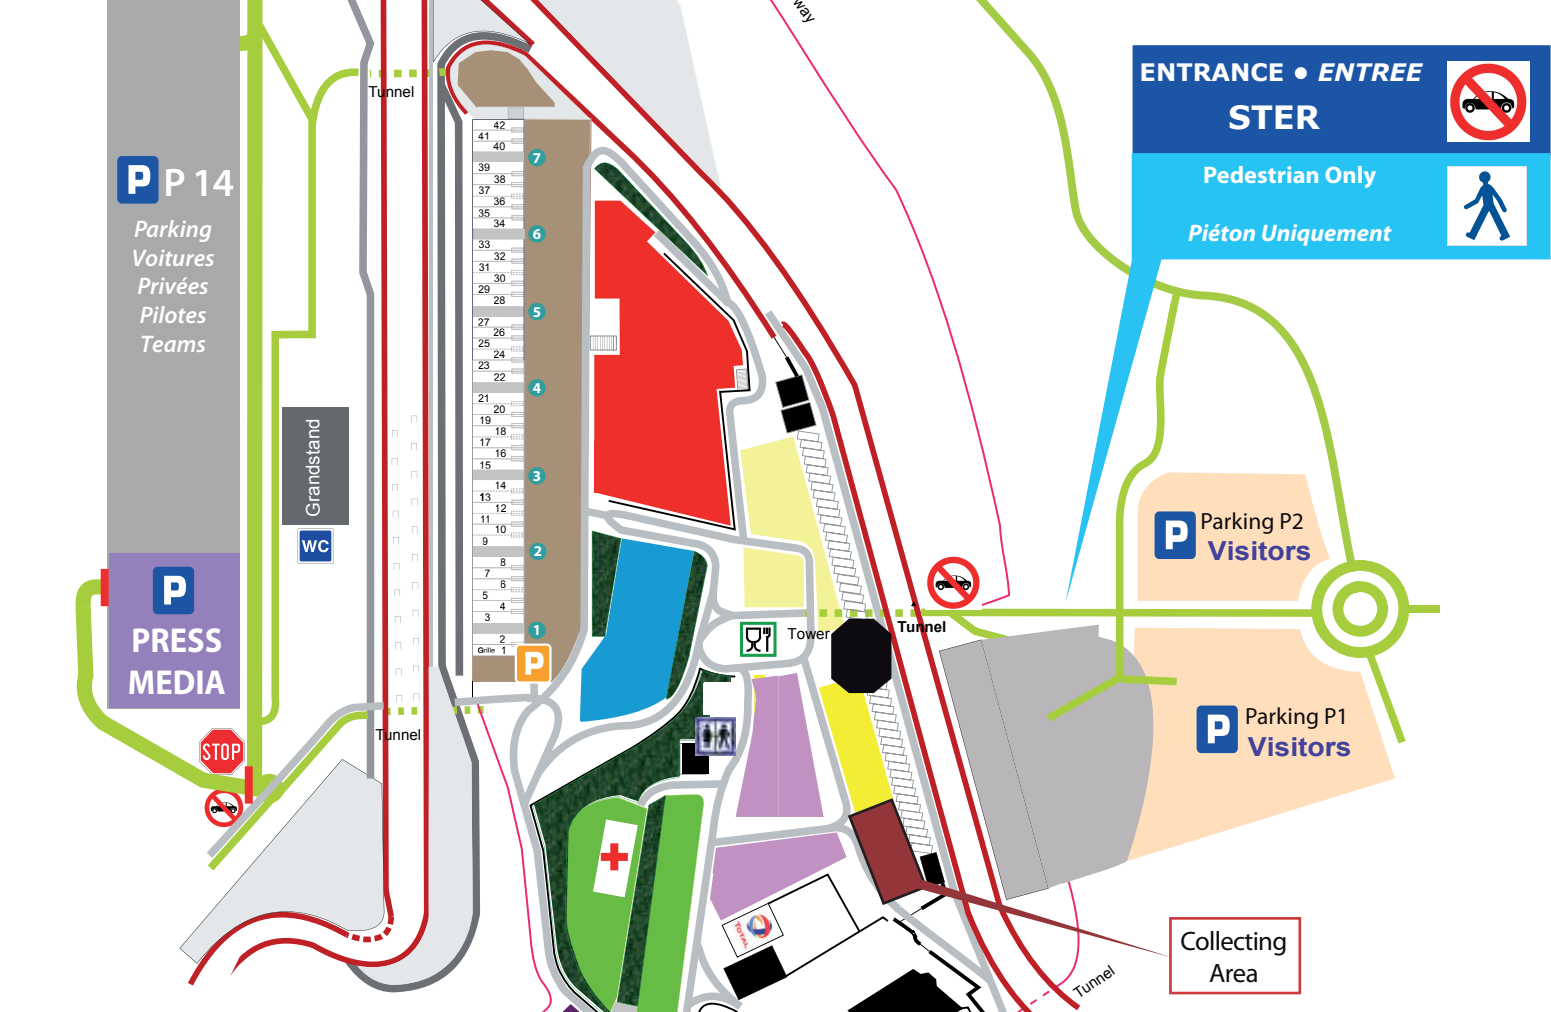 way
ENTRANCE • ENTREE
STER
Pedestrian Only
Piéton Uniquement
Tunnel
P P 14
Parking
Voitures
Privées
Pilotes
Teams
42
41
40
7
39
38
37
36
35
34
6
33
32
31
30
29
28
5
27
26
25
24
23
22
4
21
20
19
18
17
16
15
3
14
13
12
11
10
9
2
8
7
6
5
4
3
1
2
Grille 1
P
Grandstand
WC
P
PRESS
MEDIA
STOP
Tunnel
Tower
Tunnel
P Parking P2
Visitors
P Parking P1
Visitors
TOTAL
Collecting
Area
Tunnel